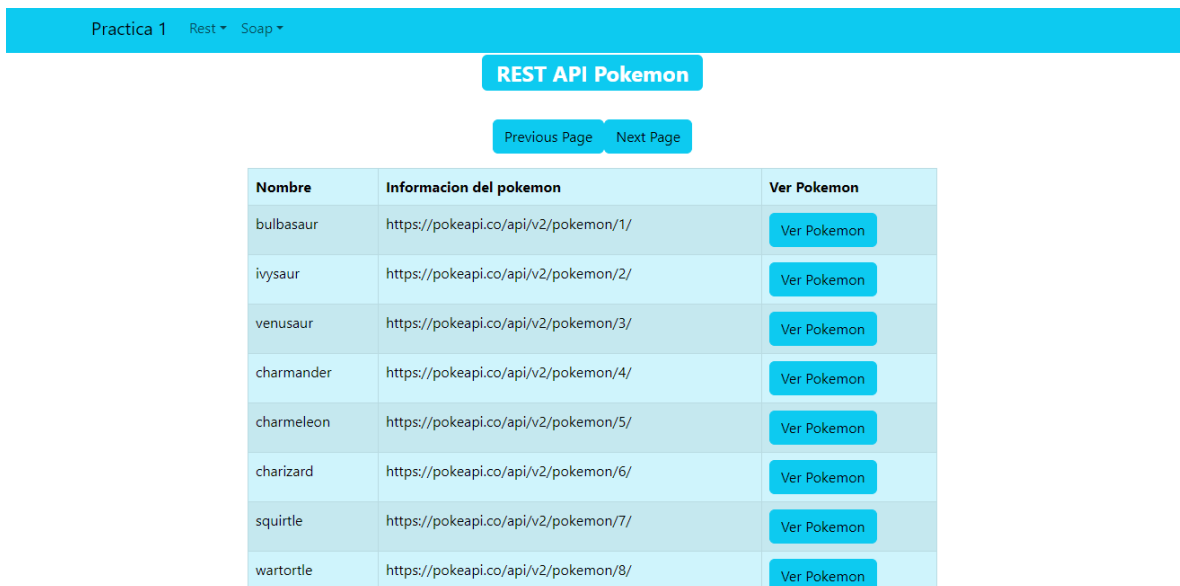 Practica 1 Rest Soap
REST API Pokemon
Previous Page Next Page
Nombre Informacion del pokemon Ver Pokemon
bulbasaur https://pokeapi.co/api/v2/pokemon/1/ Ver Pokemon
ivysaur https://pokeapi.co/api/v2/pokemon/2/ Ver Pokemon
venusaur https://pokeapi.co/api/v2/pokemon/3/ Ver Pokemon
charmander https://pokeapi.co/api/v2/pokemon/4/ Ver Pokemon
charmeleon https://pokeapi.co/api/v2/pokemon/5/ Ver Pokemon
charizard https://pokeapi.co/api/v2/pokemon/6/ Ver Pokemon
squirtle https://pokeapi.co/api/v2/pokemon/7/ Ver Pokemon
wartortle https://pokeapi.co/api/v2/pokemon/8/ Ver Pokemon